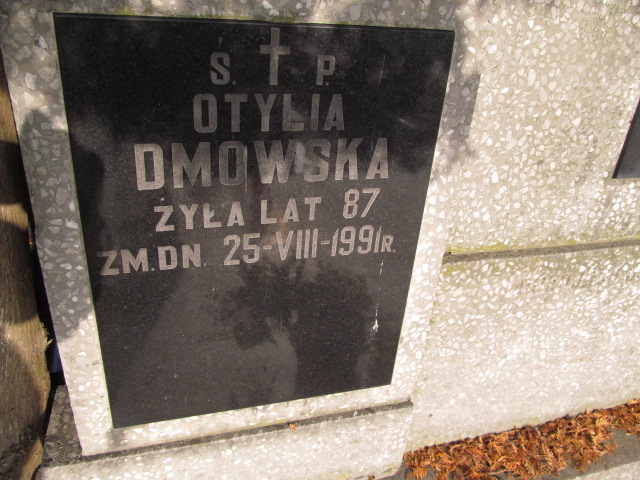 Ś. P.
OTYLIA
DMOWSKA
ŻYŁA LAT 87
ZM. DN. 25-VIII-1991R.